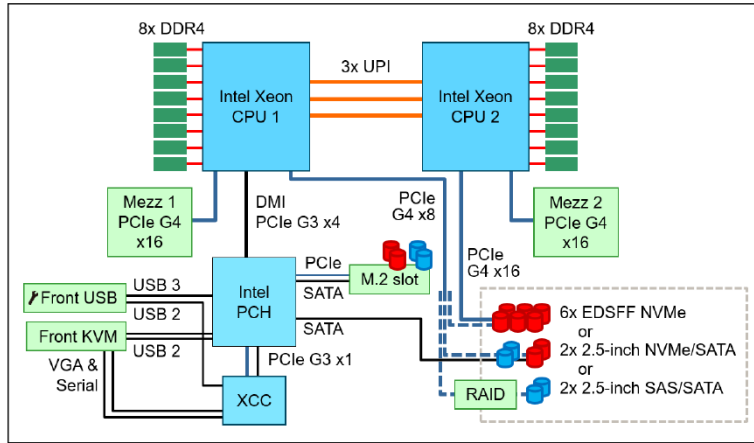 8x DDR4
8x DDR4
3x UPI
Intel Xeon
CPU 1
Intel Xeon
CPU 2
Mezz 1
PCIe G4
x16
DMI
PCIe G3 x4
PCIe
G4 x8
Mezz 2
PCIe G4
x16
PCIe
G4 x16
PCIe
M.2 slot
SATA
Intel
PCH
Front USB
USB 3
USB 2
SATA
Front KVM
USB 2
VGA &
Serial
PCIe G3 x1
XCC
RAID
6x EDSFF NVMe
or
2x 2.5-inch NVMe/SATA
or
2x 2.5-inch SAS/SATA